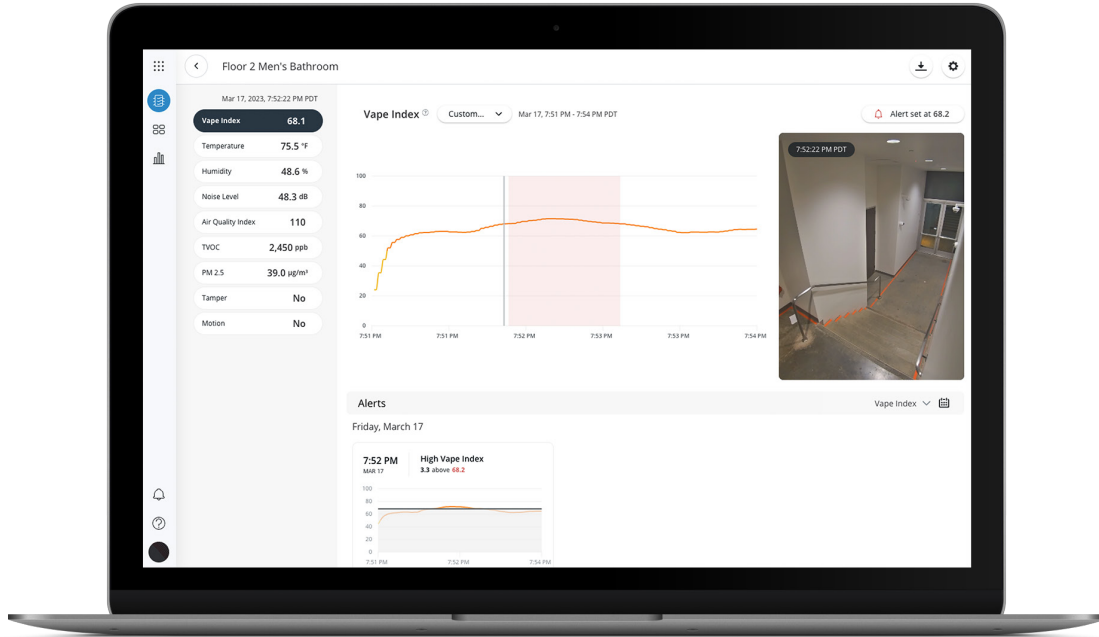 Floor 2 Men's Bathroom
Mar 17, 2023, 7:52:22 PM PDT
Vape Index 68.1
Temperature 75.5 °F
Humidity 48.6 %
Noise Level 48.3 dB
Air Quality Index 110
TVOC 2,450 ppb
PM 2.5 39.0 µg/m³
Tamper No
Motion No
Vape Index ? Custom... Mar 17, 7:51 PM - 7:54 PM PDT
Alert set at 68.2
7:52:22 PM PDT
100
80
60
40
20
0
7:51 PM 7:51 PM 7:52 PM 7:53 PM 7:53 PM 7:54 PM
Alerts
Vape Index
Friday, March 17
7:52 PM
MAR 17
High Vape Index
3.3 above 68.2
100
80
60
40
20
0
7:51 PM 7:52 PM 7:54 PM
?